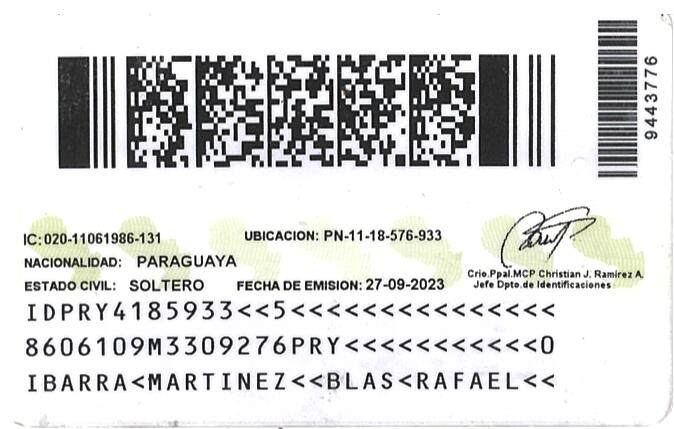 9443776
IC: 020-11061986-131
UBICACION: PN-11-18-576-933
NACIONALIDAD: PARAGUAYA
ESTADO CIVIL: SOLTERO
FECHA DE EMISION: 27-09-2023
Crio.Ppal.MCP Christian J. Ramirez A.
Jefe Dpto.de Identificaciones
IDPRY4185933<<5<<<<<<<<<<<<<<<
8606109M3309276PRY<<<<<<<<<<<0
IBARRA<MARTINEZ<<BLAS<RAFAEL<<